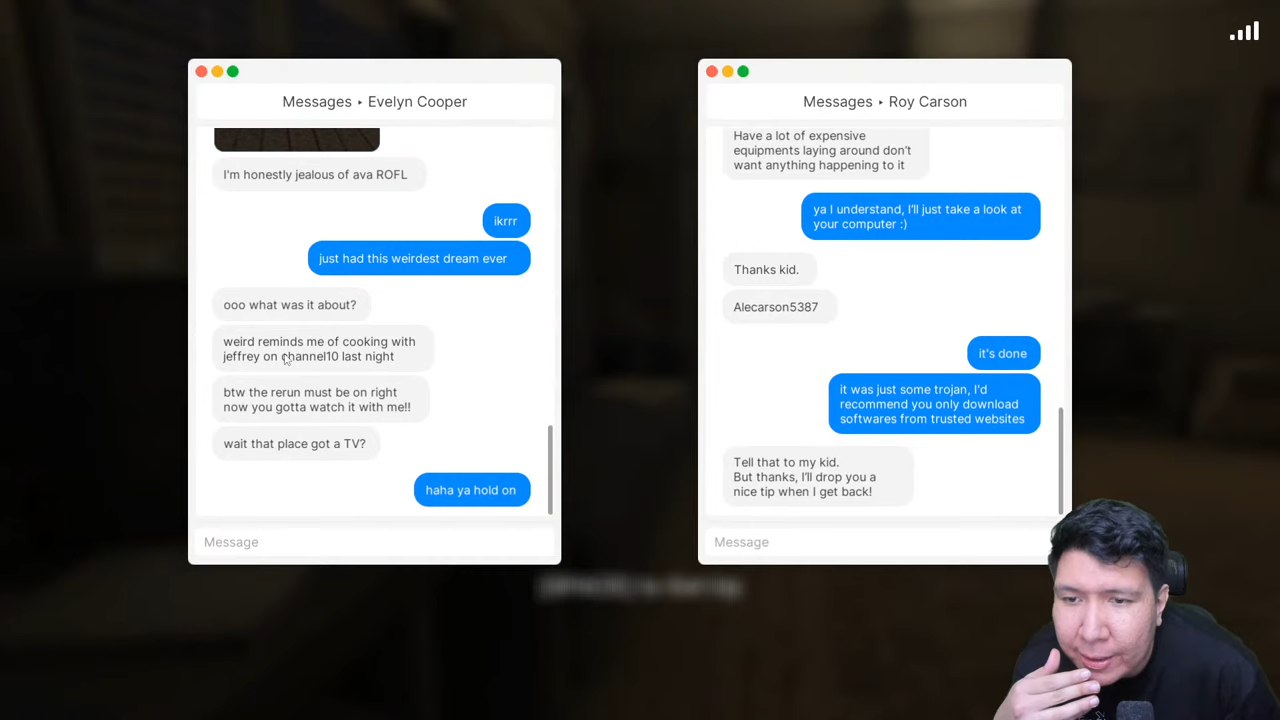 Messages ▸ Evelyn Cooper
I'm honestly jealous of ava ROFL
ikrrr
just had this weirdest dream ever
ooo what was it about?
weird reminds me of cooking with
jeffrey on channel10 last night
btw the rerun must be on right
now you gotta watch it with me!!
wait that place got a TV?
haha ya hold on
Message
Messages ▸ Roy Carson
Have a lot of expensive
equipments laying around don't
want anything happening to it
ya I understand, I'll just take a look at
your computer :)
Thanks kid.
Alecarson5387
it's done
it was just some trojan, I'd
recommend you only download
softwares from trusted websites
Tell that to my kid.
But thanks, I'll drop you a
nice tip when I get back!
Message